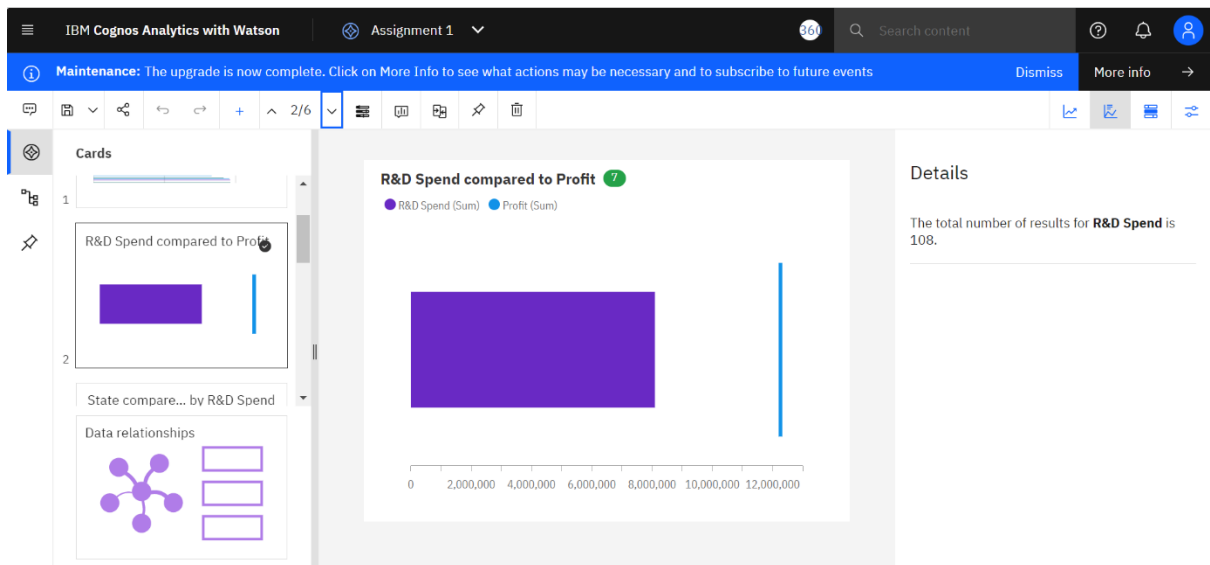 IBM Cognos Analytics with Watson
Assignment 1
360
Search content
Maintenance: The upgrade is now complete. Click on More Info to see what actions may be necessary and to subscribe to future events
Dismiss
More info
2/6
Cards
1
R&D Spend compared to Profit
2
State compare... by R&D Spend
Data relationships
R&D Spend compared to Profit 7
R&D Spend (Sum) Profit (Sum)
0 2,000,000 4,000,000 6,000,000 8,000,000 10,000,000 12,000,000
Details
The total number of results for R&D Spend is
108.